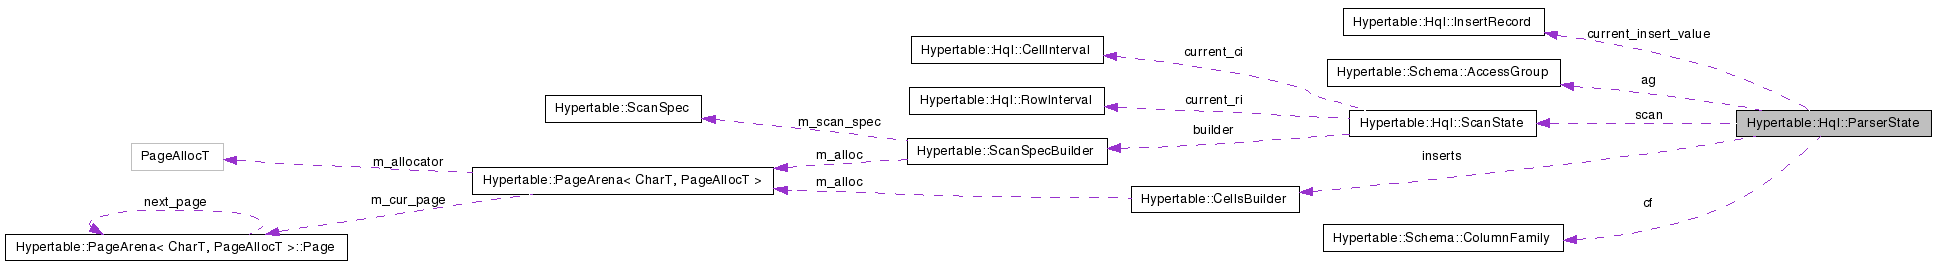 Hypertable::Hql::InsertRecord
current_insert_value
Hypertable::Hql::CellInterval
current_ci
Hypertable::Schema::AccessGroup
ag
Hypertable::ScanSpec
Hypertable::Hql::RowInterval
current_ri
m_scan_spec
builder
Hypertable::Hql::ScanState
scan
Hypertable::Hql::ParserState
PageAllocT
m_allocator
m_alloc
Hypertable::ScanSpecBuilder
inserts
Hypertable::PageArena< CharT, PageAllocT >
m_alloc
next_page
m_cur_page
Hypertable::CellsBuilder
cf
Hypertable::PageArena< CharT, PageAllocT >::Page
Hypertable::Schema::ColumnFamily